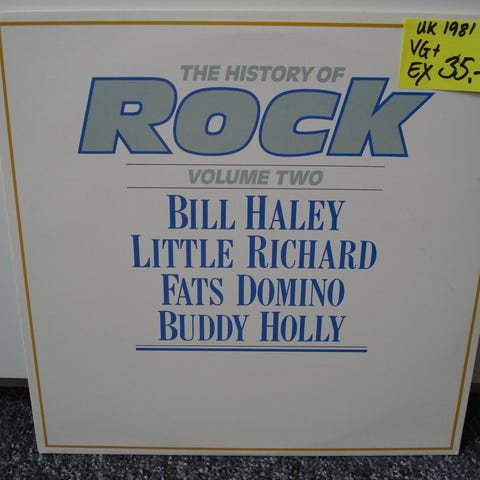 UK 1981
VG+
EX 35,-
THE HISTORY OF
ROCK
VOLUME TWO
BILL HALEY
LITTLE RICHARD
FATS DOMINO
BUDDY HOLLY